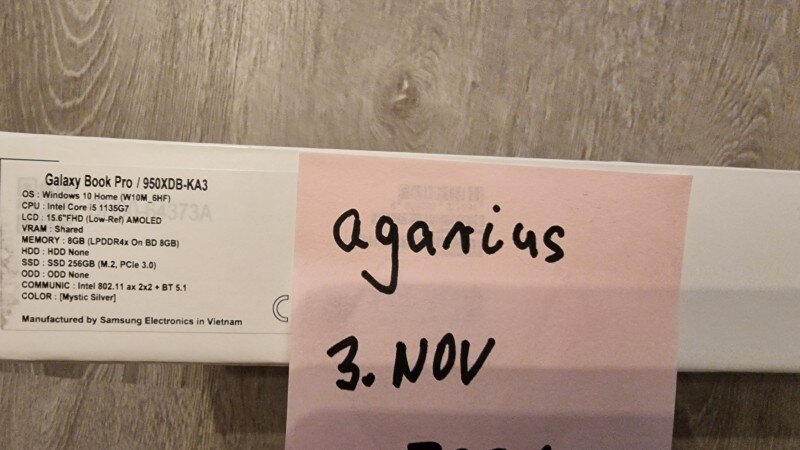 Galaxy Book Pro / 950XDB-KA3
OS : Windows 10 Home (W10M_6HF)
CPU : Intel Core i5 1135G7
LCD : 15.6"FHD (Low-Ref) AMOLED
VRAM : Shared
MEMORY : 8GB (LPDDR4x On BD 8GB)
HDD : HDD None
SSD : SSD 256GB (M.2, PCIe 3.0)
ODD : ODD None
COMMUNIC : Intel 802.11 ax 2x2 + BT 5.1
COLOR : [Mystic Silver]
Manufactured by Samsung Electronics in Vietnam
agarius
3. NOV